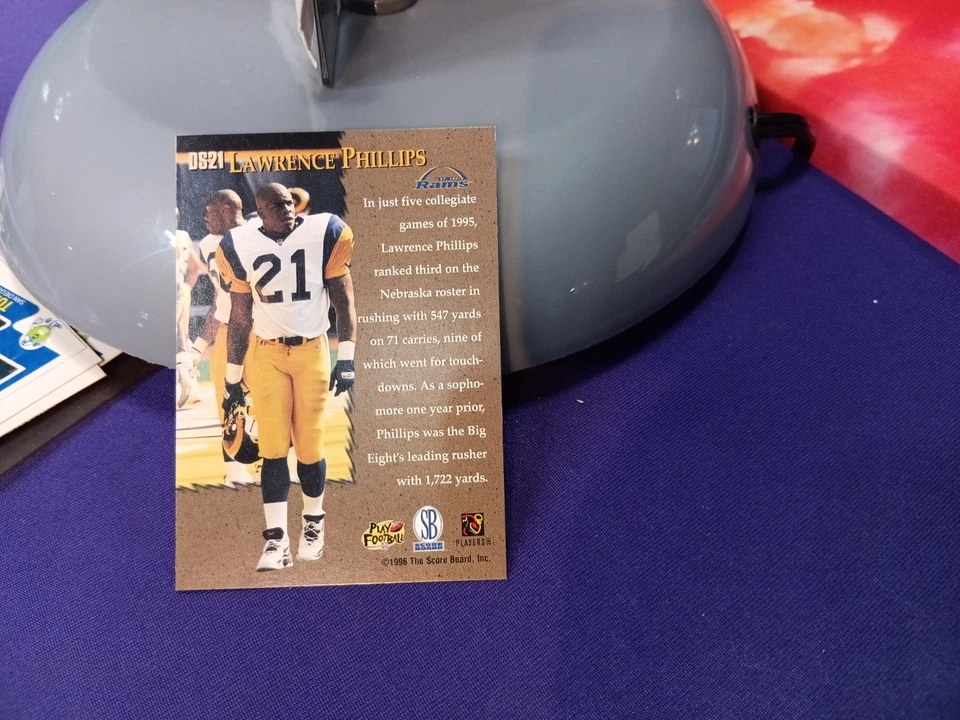 DS21 LAWRENCE PHILLIPS
Rams
In just five collegiate
games of 1995,
Lawrence Phillips
ranked third on the
Nebraska roster in
rushing with 547 yards
on 71 carries, nine of
which went for touch-
downs. As a sopho-
more one year prior,
Phillips was the Big
Eight's leading rusher
with 1,722 yards.
21
PLAY
FOOTBALL
SB
SCORE BOARD
PLAYERS
©1996 The Score Board, Inc.